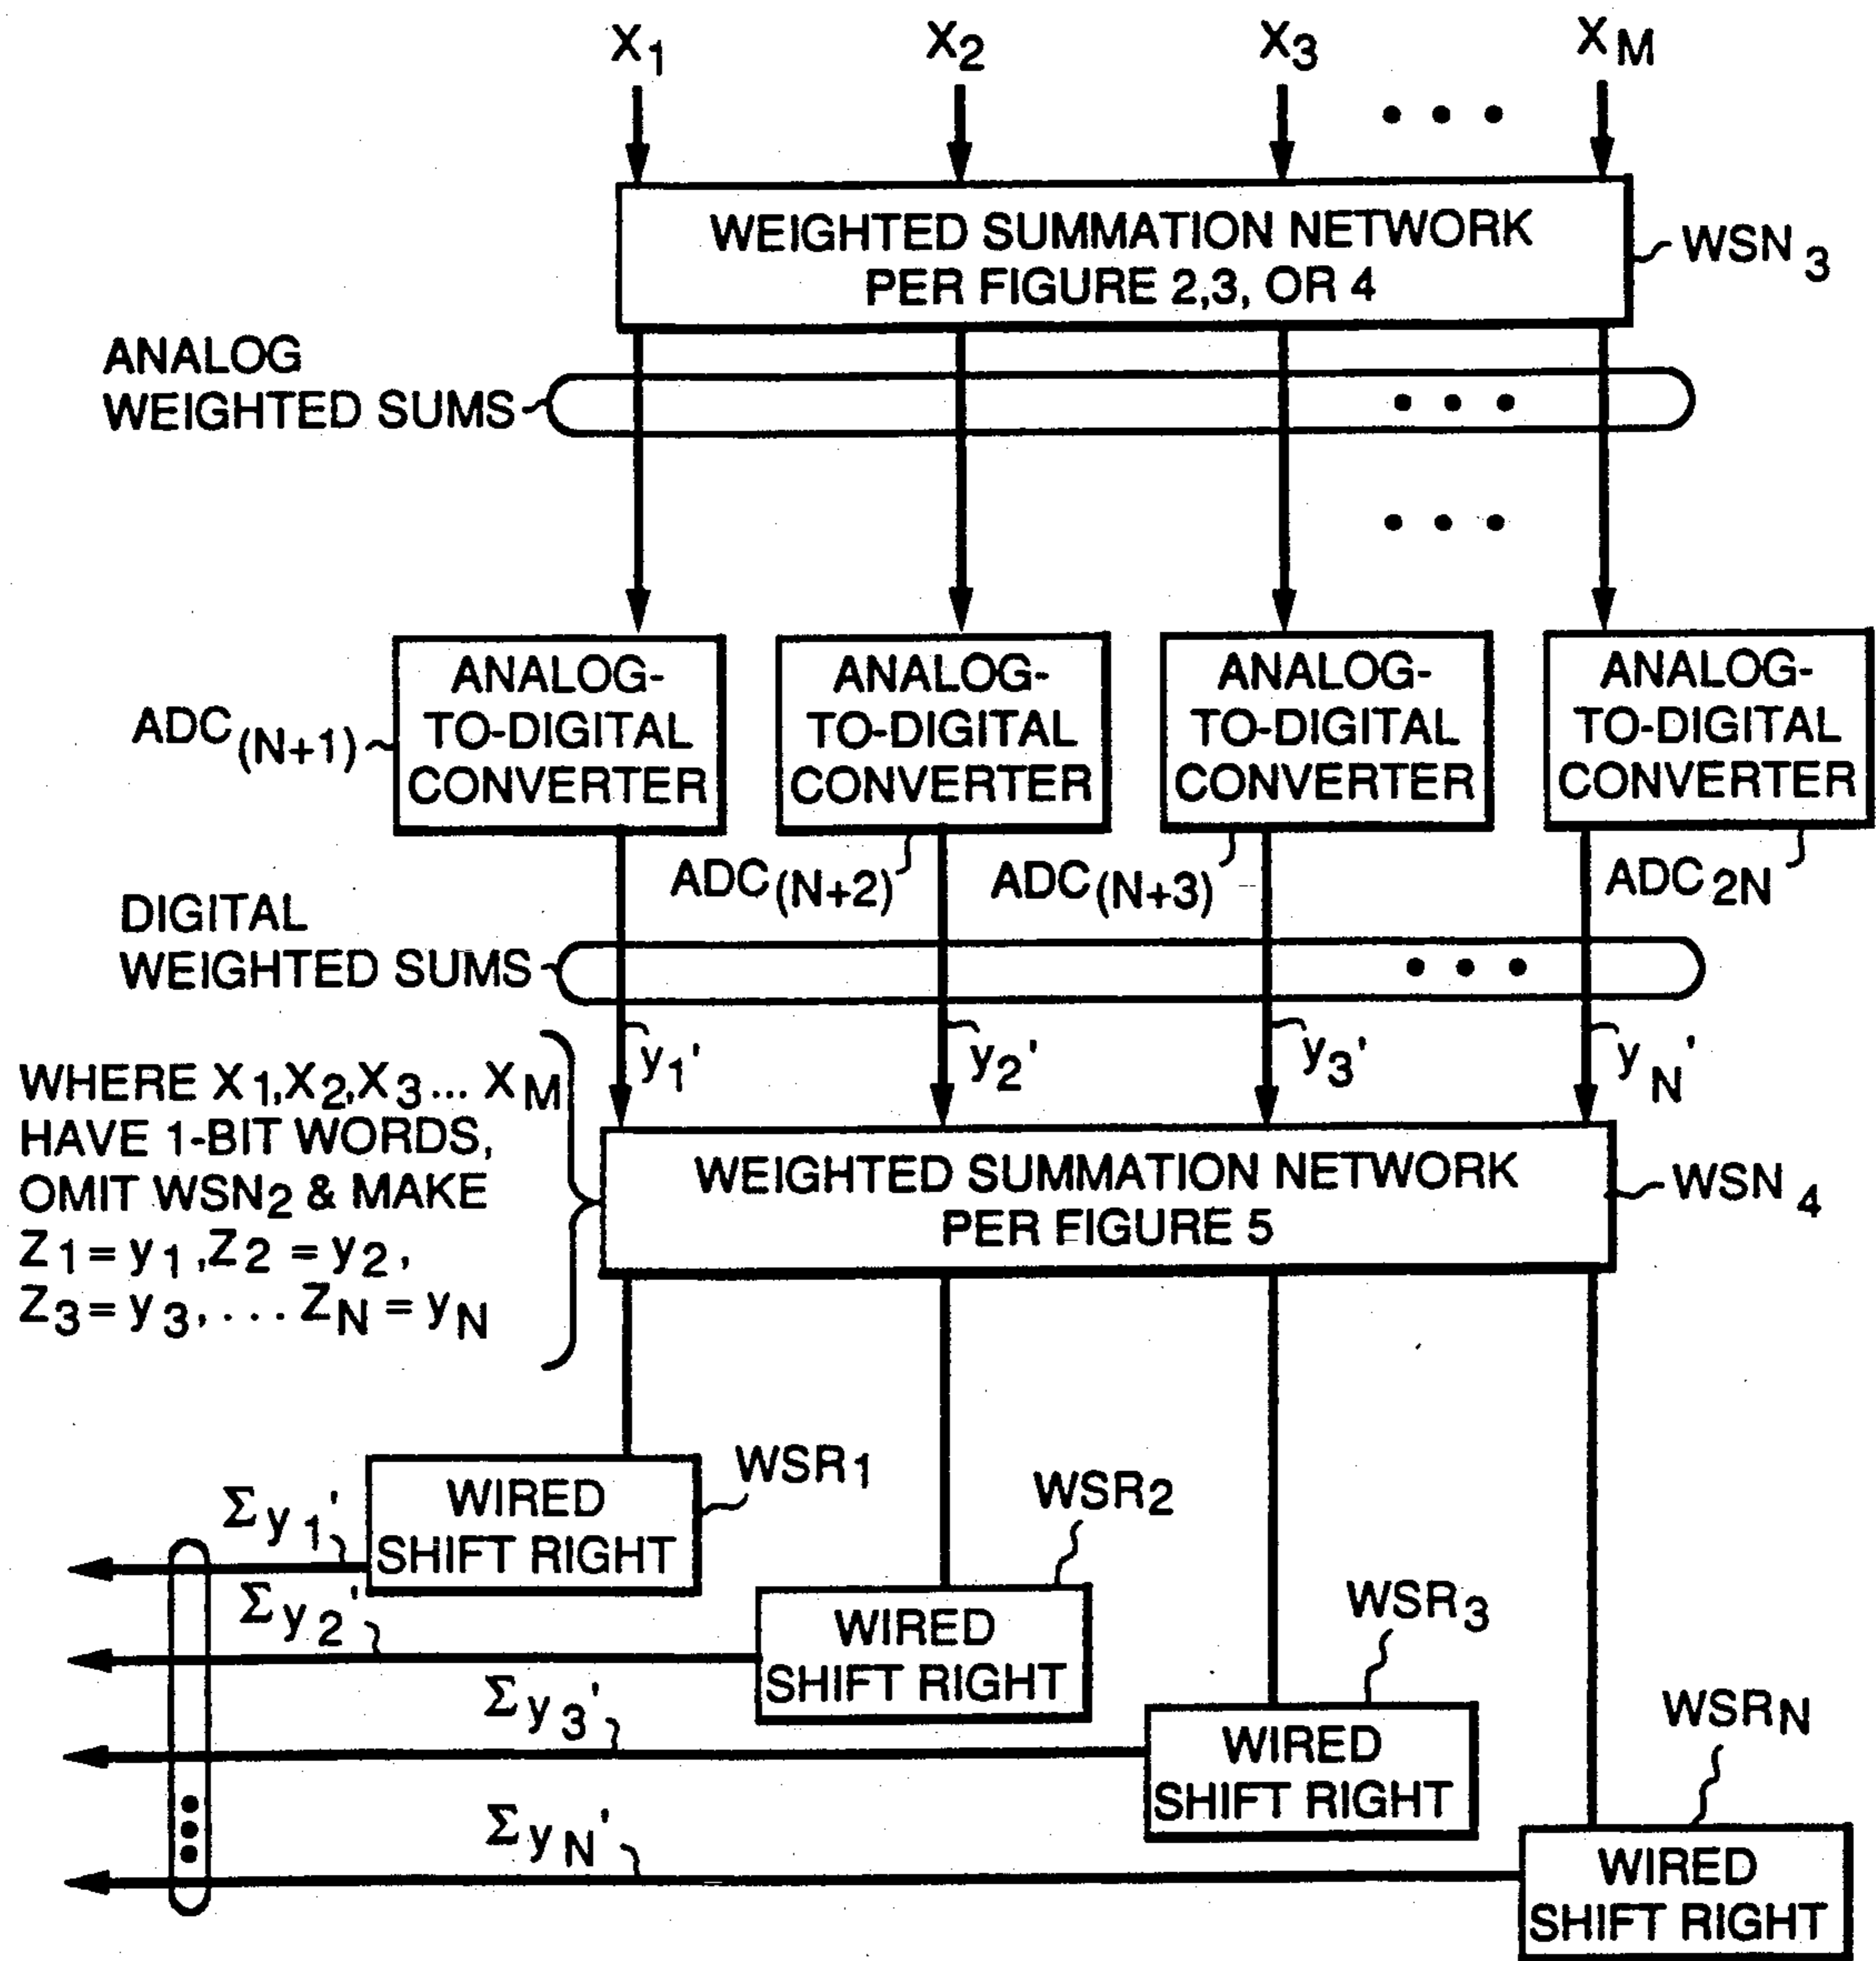 X1 X2 X3 XM
• • •
WEIGHTED SUMMATION NETWORK
PER FIGURE 2,3, OR 4
WSN3
ANALOG
WEIGHTED SUMS
• • •
• • •
ANALOG-
TO-DIGITAL
CONVERTER
ADC(N+1)
ANALOG-
TO-DIGITAL
CONVERTER
ADC(N+2)
ANALOG-
TO-DIGITAL
CONVERTER
ADC(N+3)
ANALOG-
TO-DIGITAL
CONVERTER
ADC2N
DIGITAL
WEIGHTED SUMS
• • •
y1' y2' y3' yN'
WHERE X1,X2,X3... XM
HAVE 1-BIT WORDS,
OMIT WSN2 & MAKE
Z1=y1,Z2=y2,
Z3=y3,...ZN=yN
WEIGHTED SUMMATION NETWORK
PER FIGURE 5
WSN4
WIRED
SHIFT RIGHT
WSR1
Σy1'
WIRED
SHIFT RIGHT
WSR2
Σy2'
WIRED
SHIFT RIGHT
WSR3
Σy3'
WIRED
SHIFT RIGHT
WSRN
ΣyN'